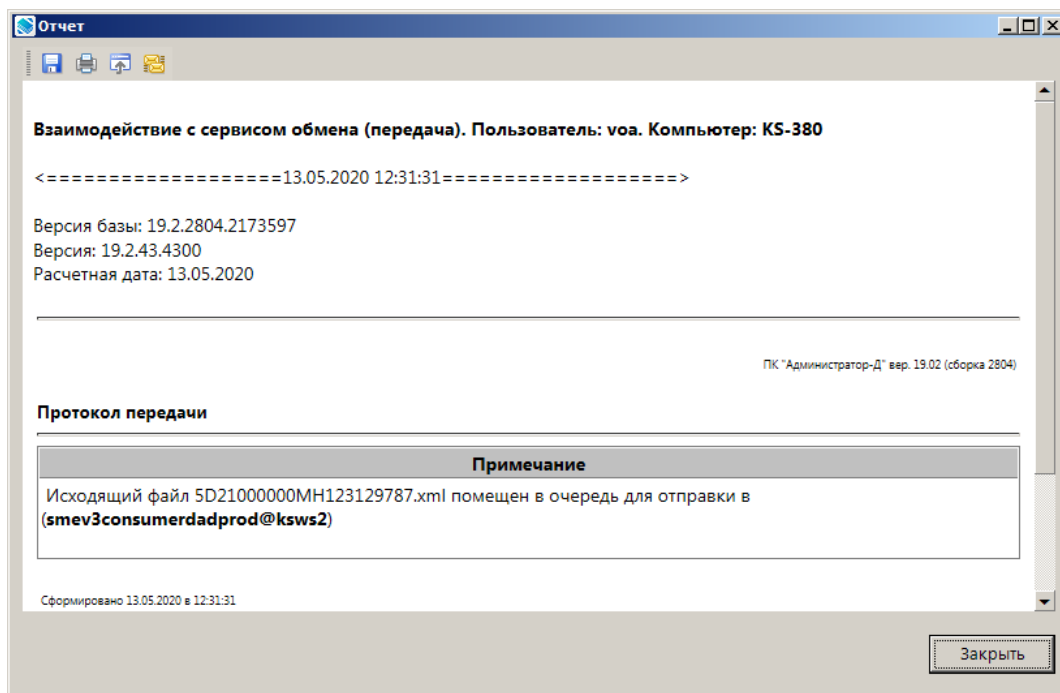 Отчет
Взаимодействие с сервисом обмена (передача). Пользователь: voa. Компьютер: KS-380
<===================13.05.2020 12:31:31===================>
Версия базы: 19.2.2804.2173597
Версия: 19.2.43.4300
Расчетная дата: 13.05.2020
ПК "Администратор-Д" вер. 19.02 (сборка 2804)
Протокол передачи
Примечание
Исходящий файл 5D21000000MH123129787.xml помещен в очередь для отправки в
(smev3consumerdadprod@ksws2)
Сформировано 13.05.2020 в 12:31:31
Закрыть